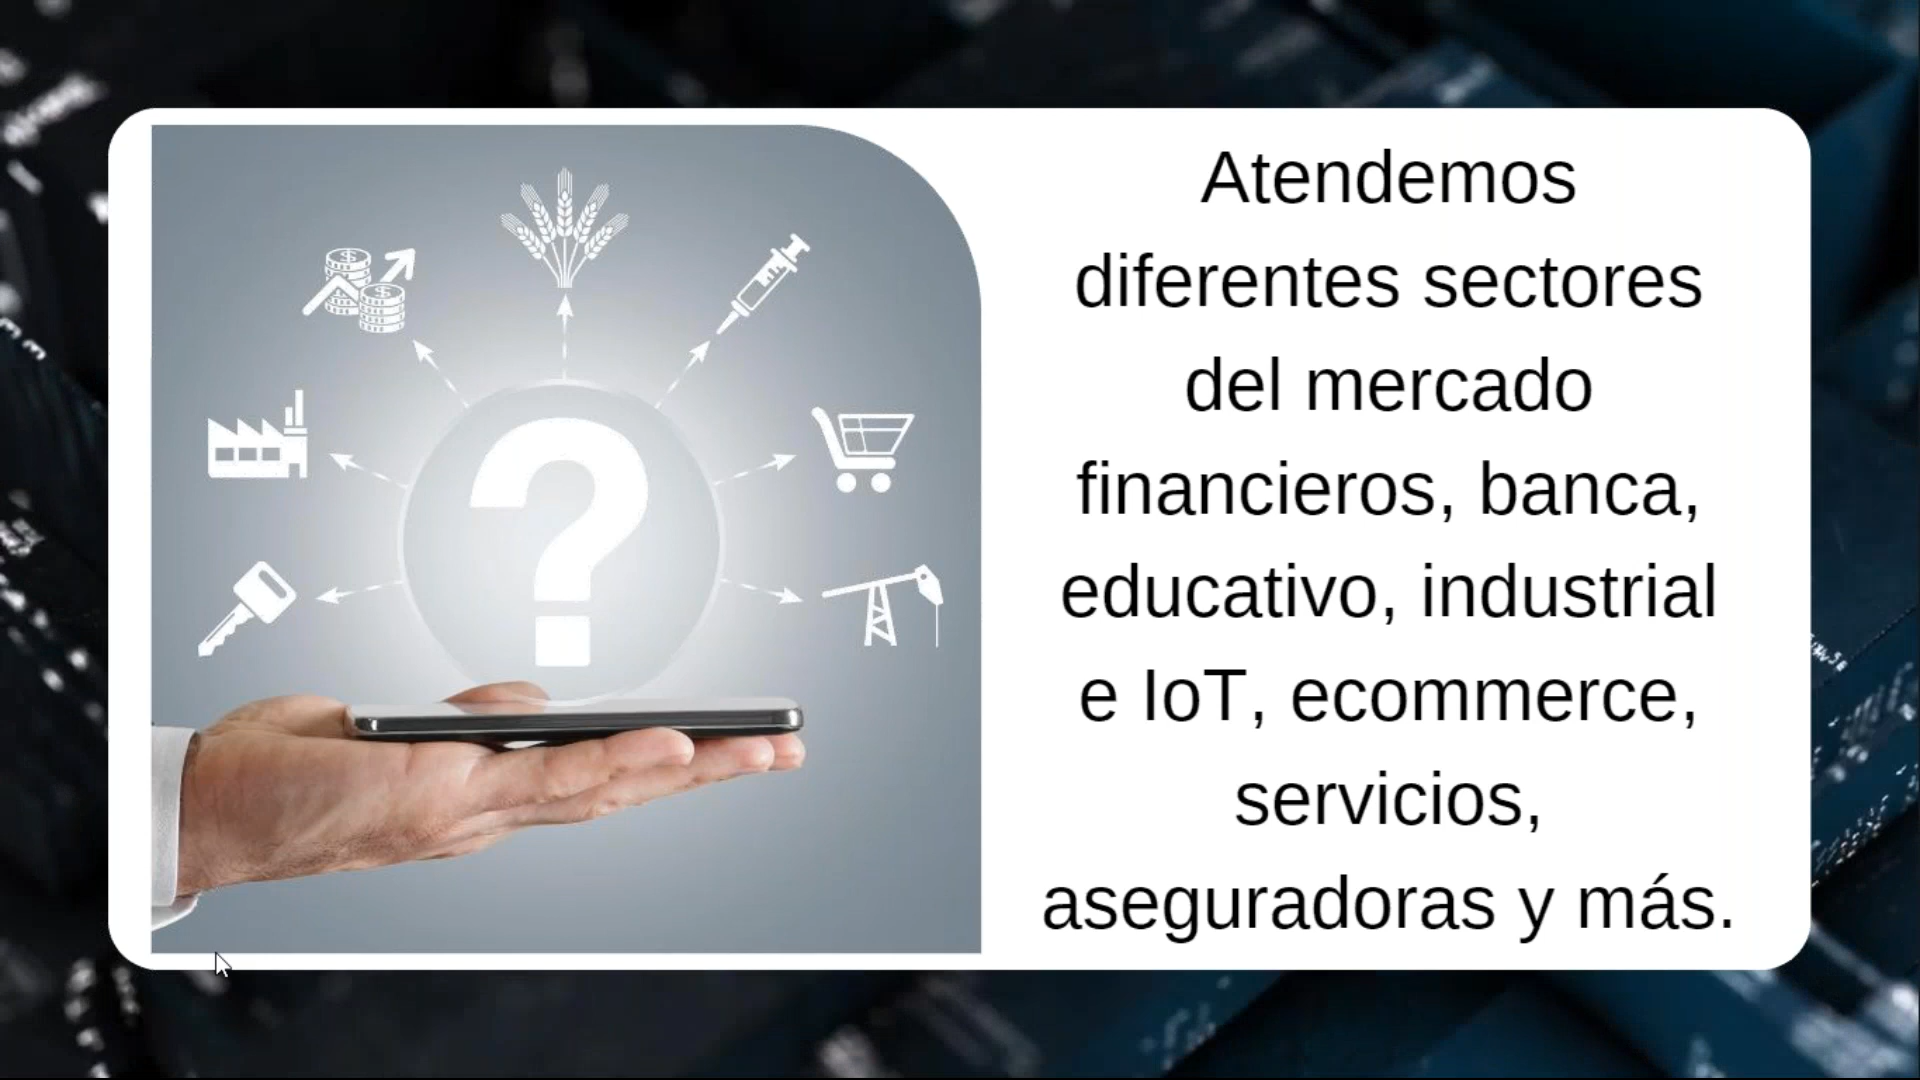 Atendemos
diferentes sectores
del mercado
financieros, banca,
educativo, industrial
e IoT, ecommerce,
servicios,
aseguradoras y más.
?
$
$